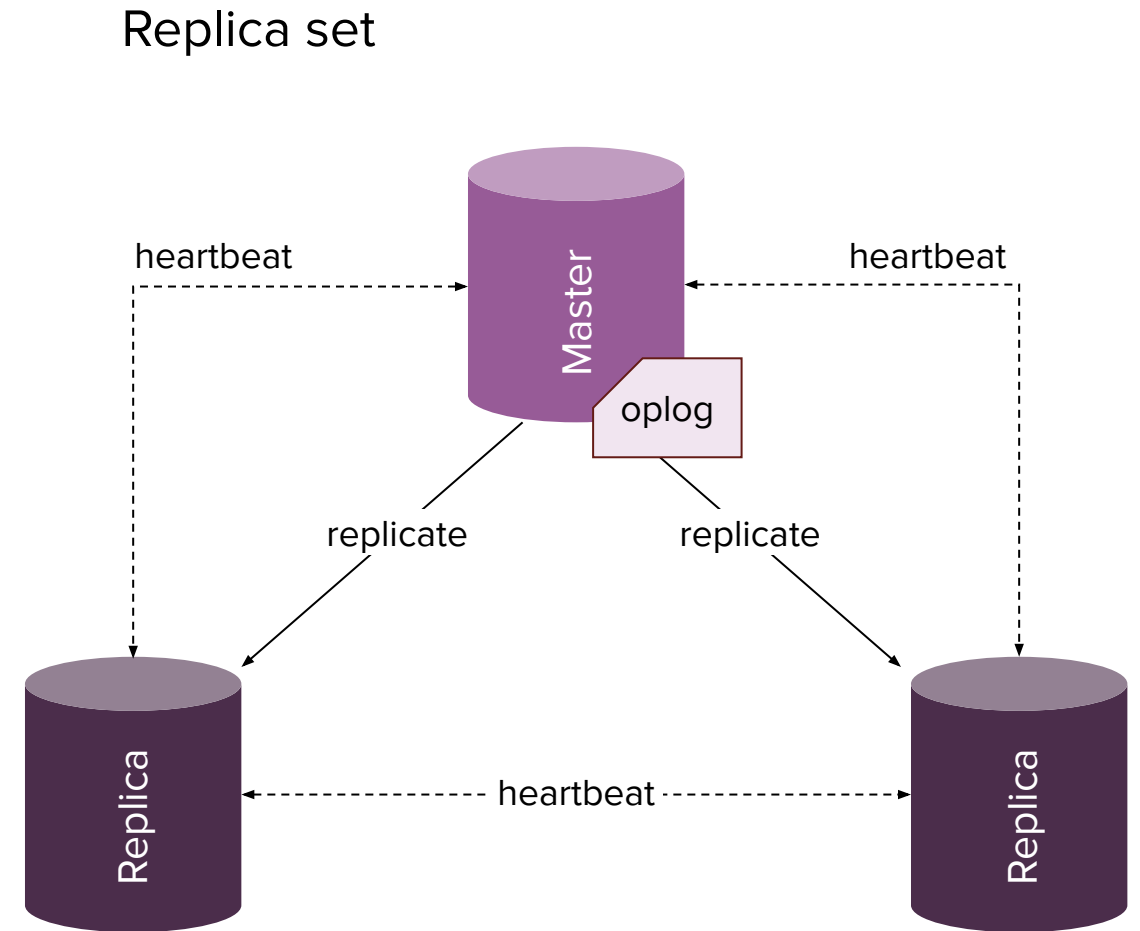 Replica set
heartbeat
heartbeat
Master
oplog
replicate
replicate
Replica
heartbeat
Replica